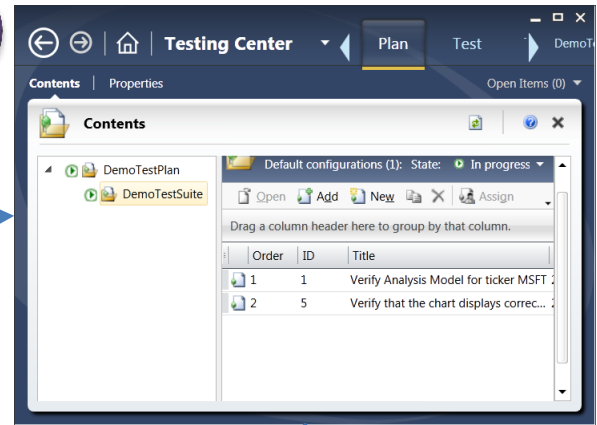 Testing Center
Plan
Test
DemoT
Contents
Properties
Open Items (0)
Contents
DemoTestPlan
DemoTestSuite
Default configurations (1): State: In progress
Open Add New Assign
Drag a column header here to group by that column.
Order ID Title
1 1 Verify Analysis Model for ticker MSFT
2 5 Verify that the chart displays correc...